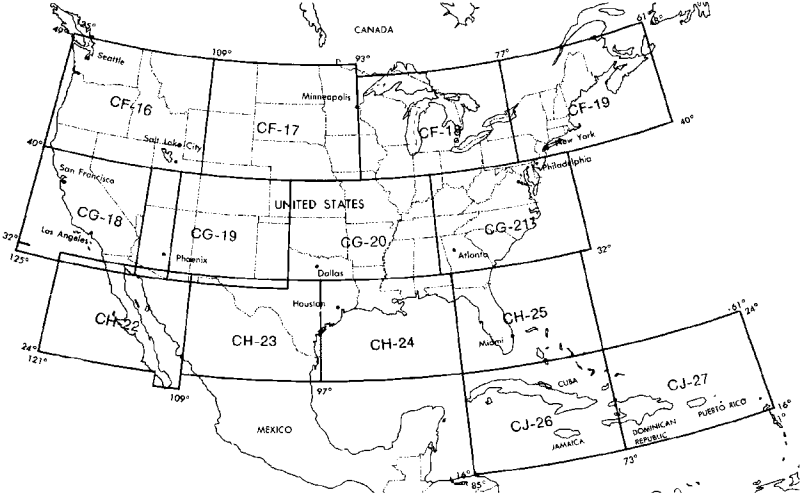 CANADA
61°
49°
125°
109°
93°
77°
Seattle
Minneapolis
CF-16
CF-17
CF-18
CF-19
40°
New York
Salt Lake City
40°
Philadelphia
San Francisco
UNITED STATES
CG-18
CG-19
CG-20
CG-21
Los Angeles
Phoenix
Atlanta
32°
32°
125°
Dallas
Houston
CH-22
CH-23
CH-24
CH-25
Miami
61°
24°
24°
121°
109°
97°
CUBA
CJ-27
PUERTO RICO
16°
MEXICO
CJ-26
JAMAICA
DOMINICAN
REPUBLIC
73°
16°
85°